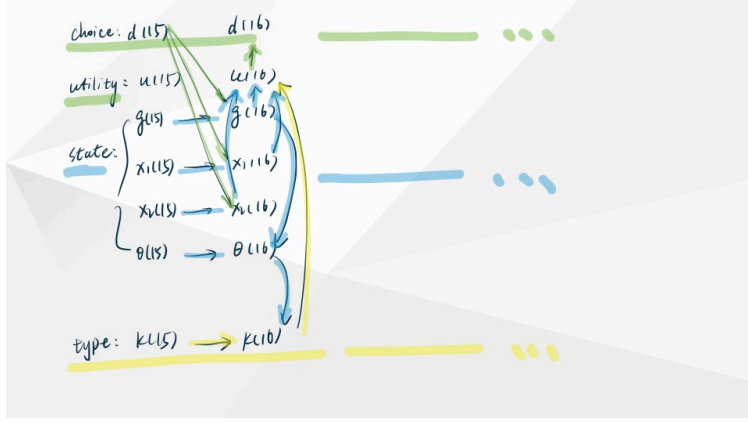 choice: d(15) d(16)
utility: u(15) u(16)
g(15) g(16)
state:
x₁(15) x₁(16)
x₂(15) x₂(16)
θ(15) θ(16)
type: k(15) k(16)